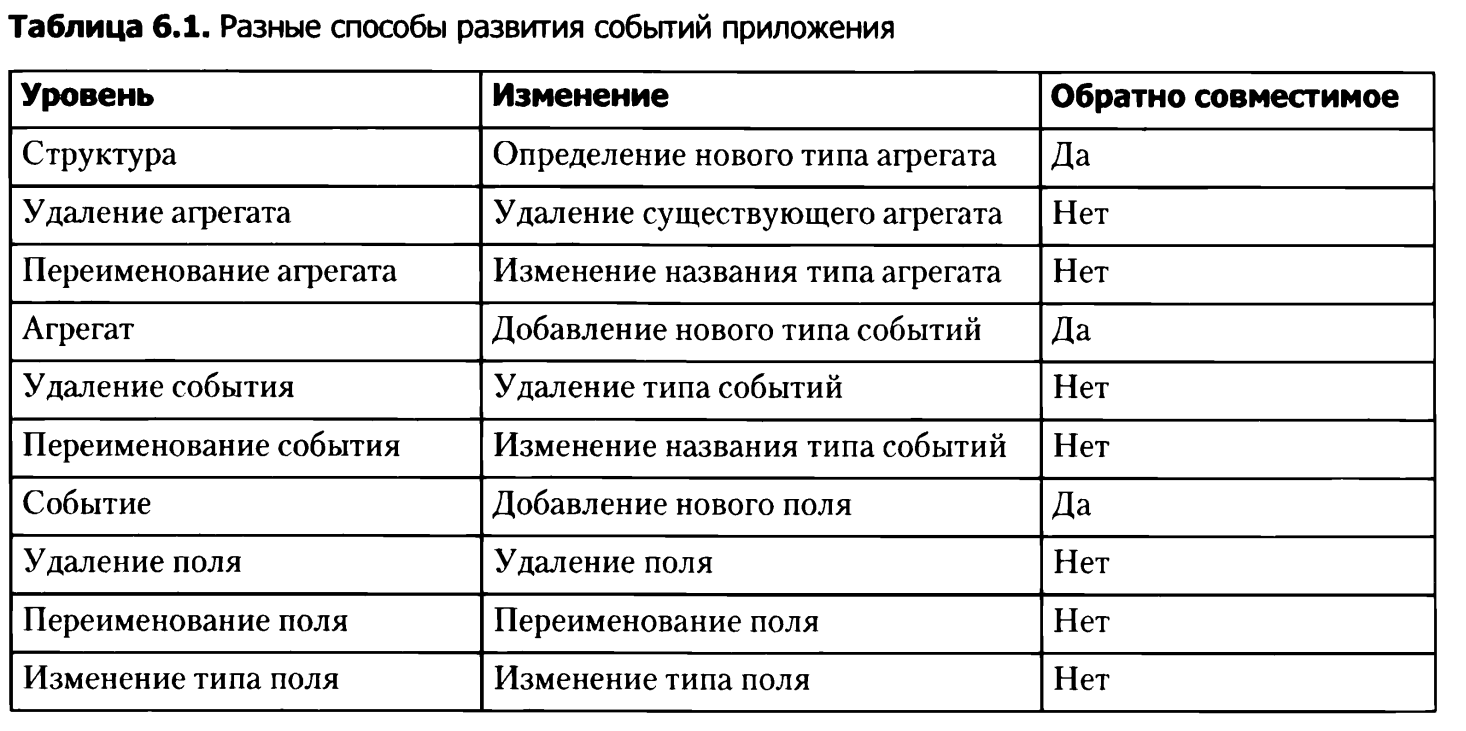 Таблица 6.1. Разные способы развития событий приложения
Уровень Изменение Обратно совместимое
Структура Определение нового типа агрегата Да
Удаление агрегата Удаление существующего агрегата Нет
Переименование агрегата Изменение названия типа агрегата Нет
Агрегат Добавление нового типа событий Да
Удаление события Удаление типа событий Нет
Переименование события Изменение названия типа событий Нет
Событие Добавление нового поля Да
Удаление поля Удаление поля Нет
Переименование поля Переименование поля Нет
Изменение типа поля Изменение типа поля Нет